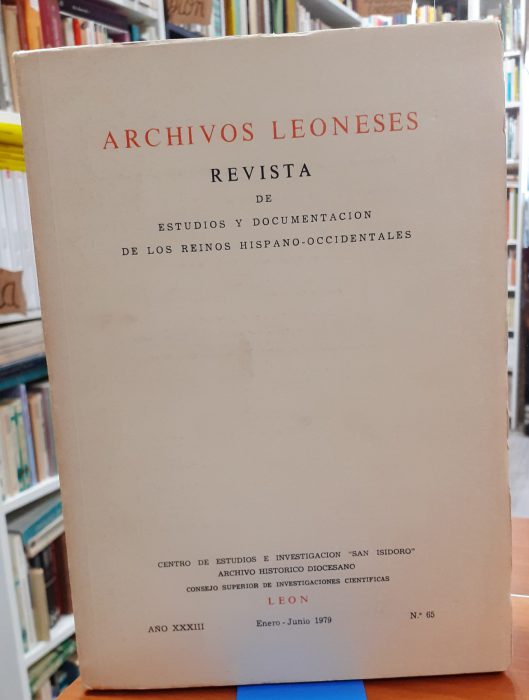 ARCHIVOS LEONESES
REVISTA
DE
ESTUDIOS Y DOCUMENTACION
DE LOS REINOS HISPANO-OCCIDENTALES
CENTRO DE ESTUDIOS E INVESTIGACION "SAN ISIDORO"
ARCHIVO HISTORICO DIOCESANO
CONSEJO SUPERIOR DE INVESTIGACIONES CIENTIFICAS
LEON
AÑO XXXIII Enero - Junio 1979 N.º 65